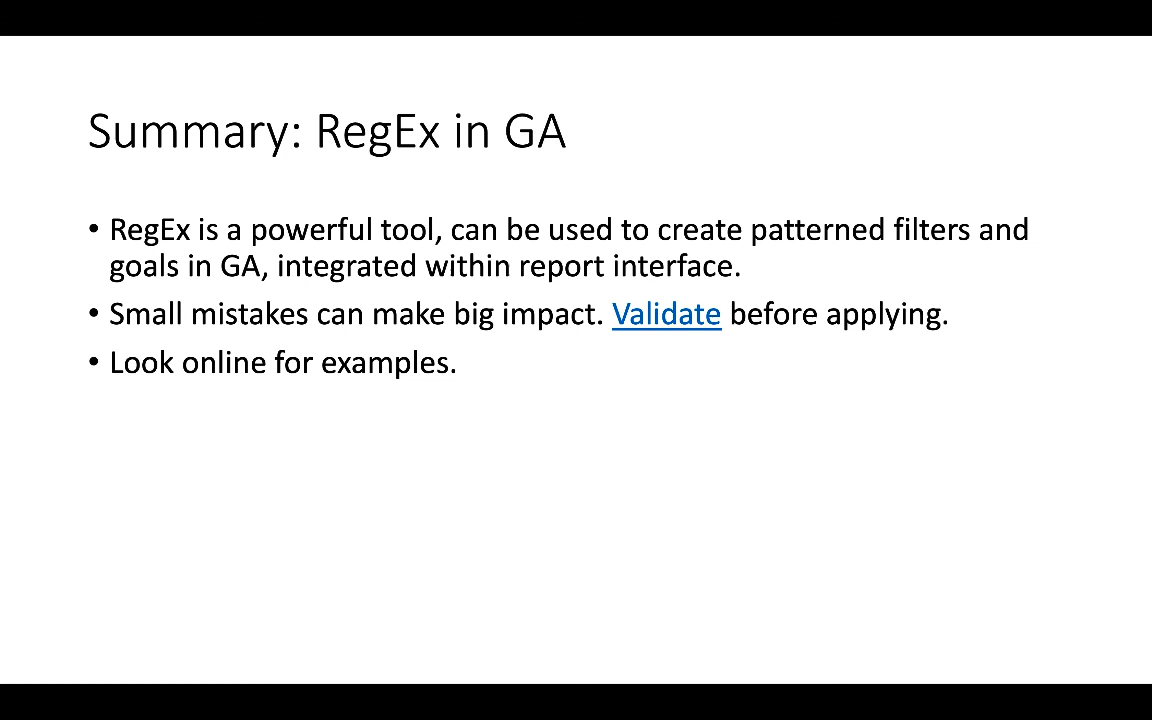 Summary: RegEx in GA
• RegEx is a powerful tool, can be used to create patterned filters and
goals in GA, integrated within report interface.
• Small mistakes can make big impact. Validate before applying.
• Look online for examples.